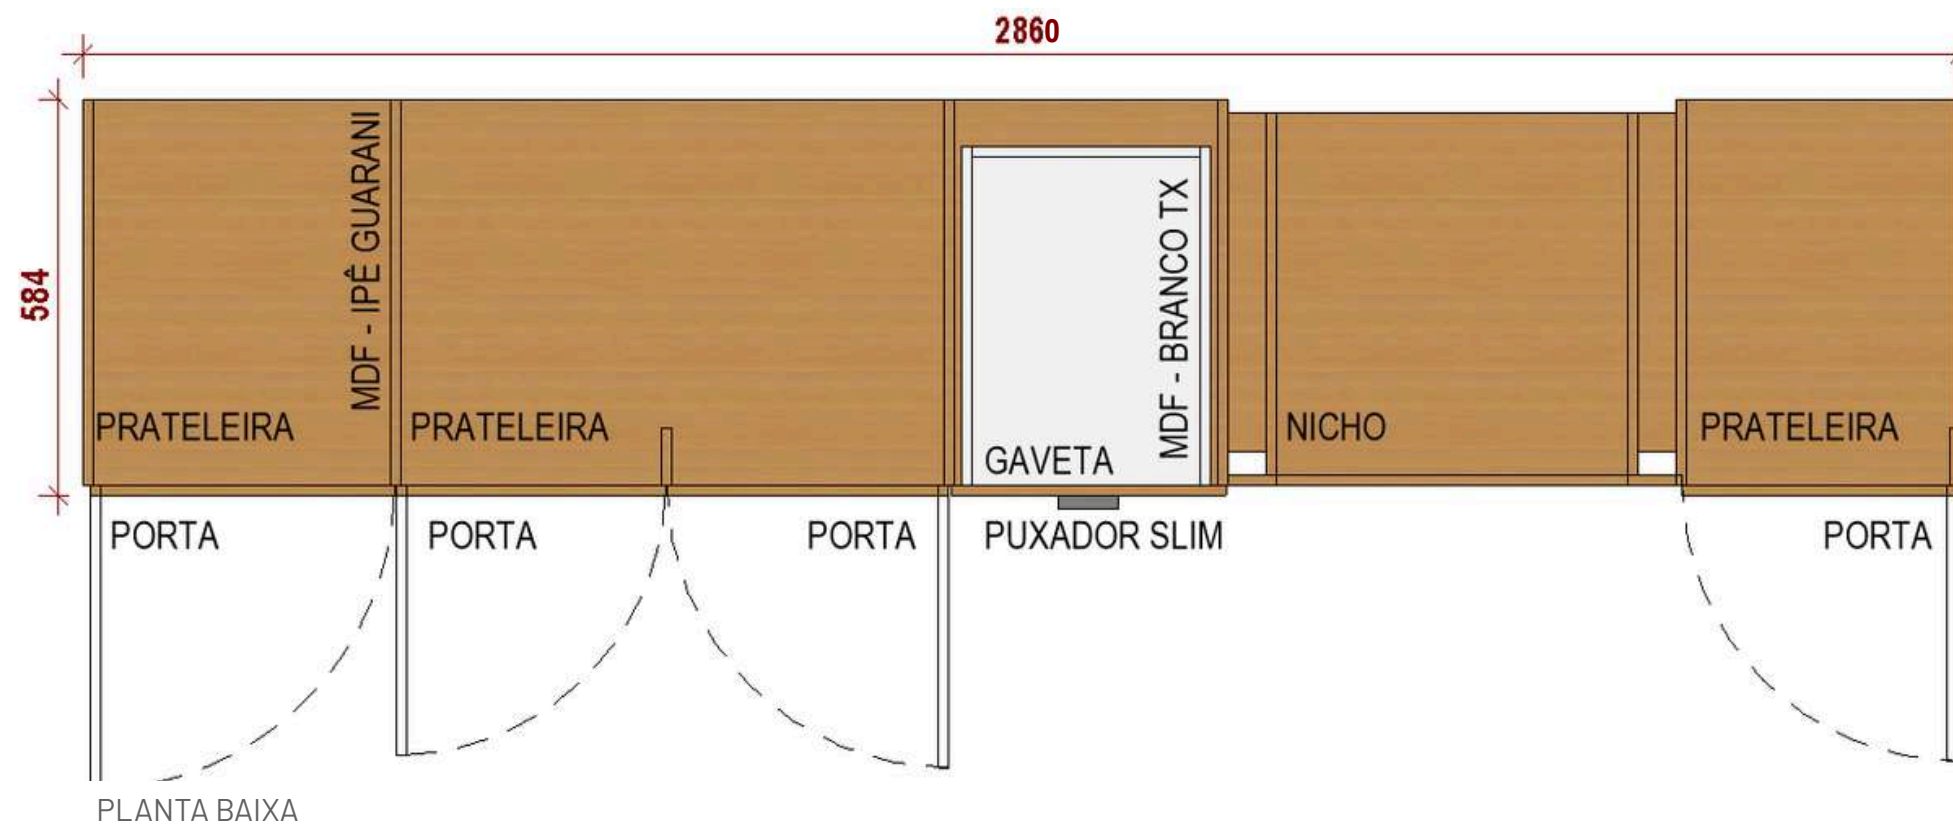 2860
584
MDF - IPÊ GUARANI
MDF - BRANCO TX
PRATELEIRA
PRATELEIRA
GAVETA
NICHO
PRATELEIRA
PORTA
PORTA
PORTA
PUXADOR SLIM
PORTA
PLANTA BAIXA